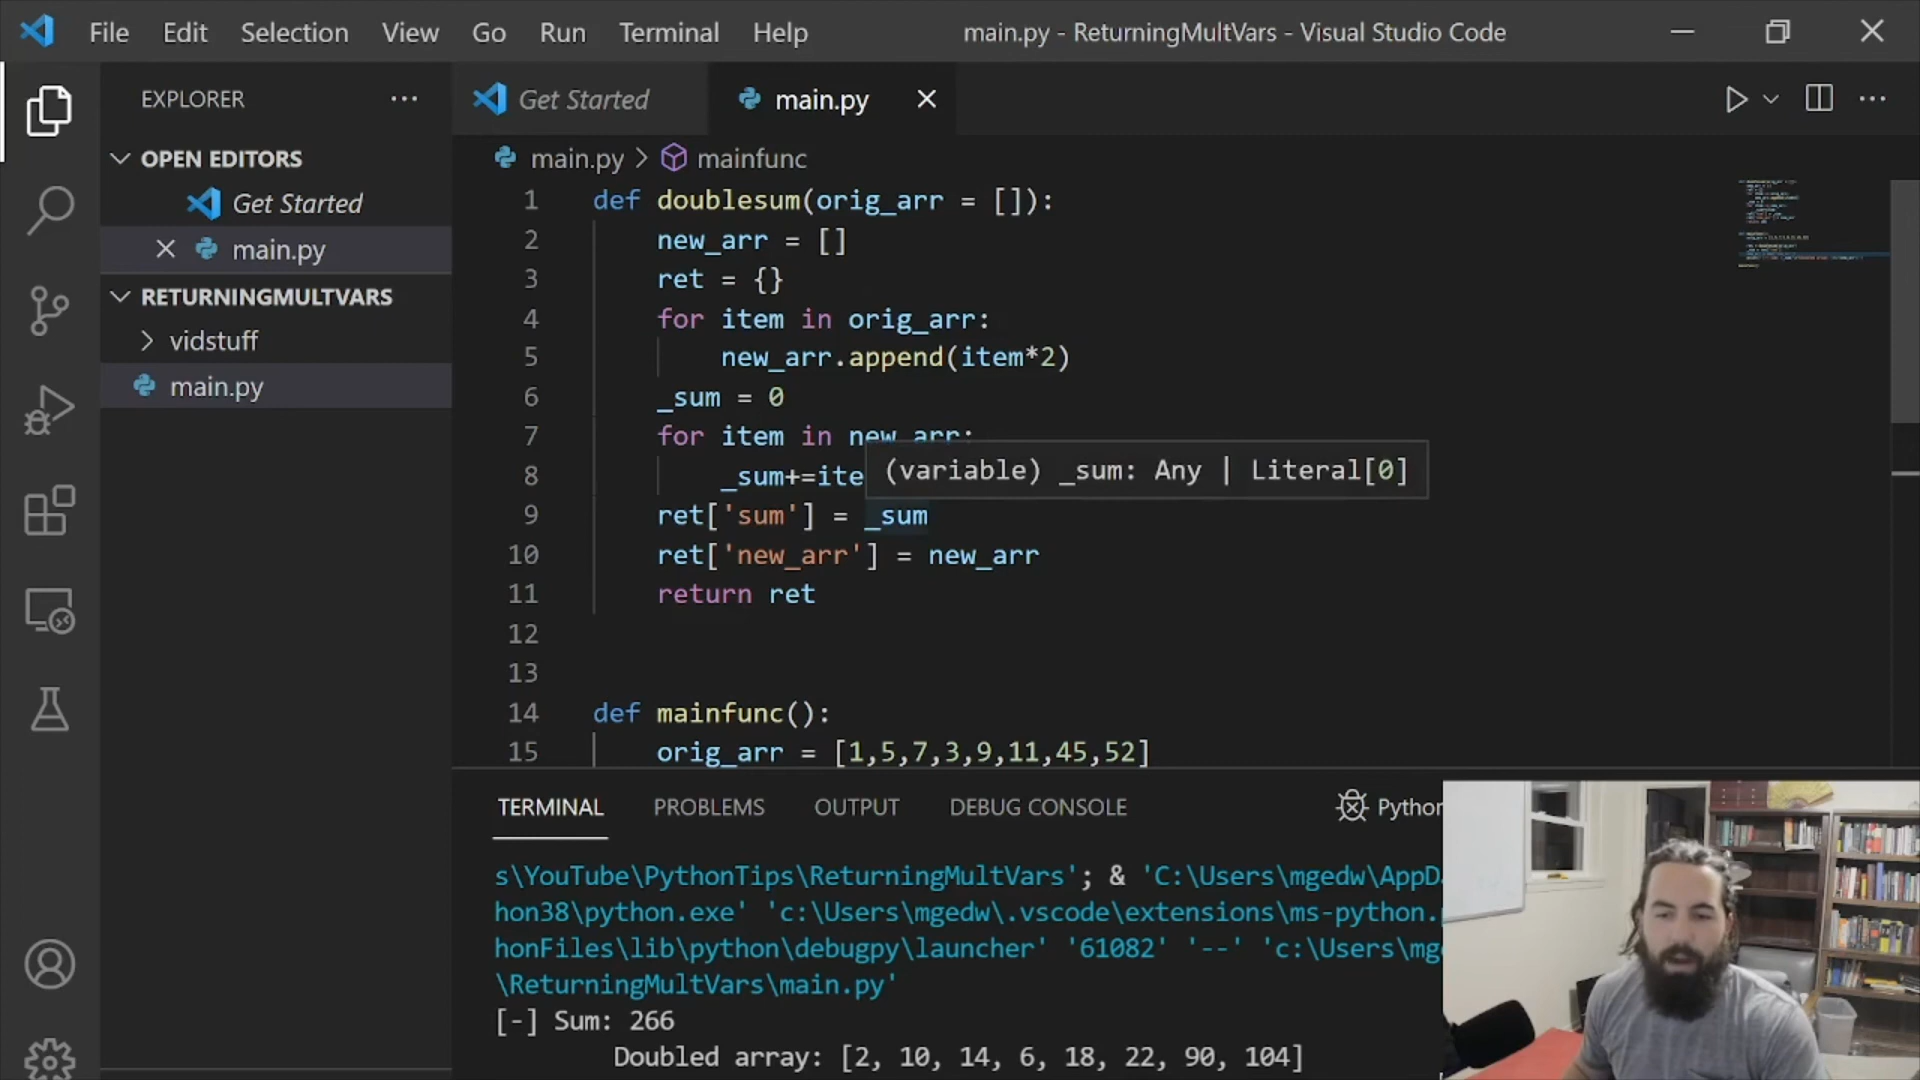 File Edit Selection View Go Run Terminal Help main.py - ReturningMultVars - Visual Studio Code
EXPLORER
Get Started
main.py
OPEN EDITORS
Get Started
main.py
RETURNINGMULTVARS
vidstuff
main.py
main.py > mainfunc
1 def doublesum(orig_arr = []):
2 new_arr = []
3 ret = {}
4 for item in orig_arr:
5 new_arr.append(item*2)
6 _sum = 0
7 for item in new_arr:
(variable) _sum: Any | Literal[0]
8 _sum+=ite
9 ret['sum'] = _sum
10 ret['new_arr'] = new_arr
11 return ret
12
13
14 def mainfunc():
15 orig_arr = [1,5,7,3,9,11,45,52]
TERMINAL PROBLEMS OUTPUT DEBUG CONSOLE Python
s\YouTube\PythonTips\ReturningMultVars'; & 'C:\Users\mgedw\AppDa
hon38\python.exe' 'c:\Users\mgedw\.vscode\extensions\ms-python.
honFiles\lib\python\debugpy\launcher' '61082' '--' 'c:\Users\mge
\ReturningMultVars\main.py'
[-] Sum: 266
Doubled array: [2, 10, 14, 6, 18, 22, 90, 104]